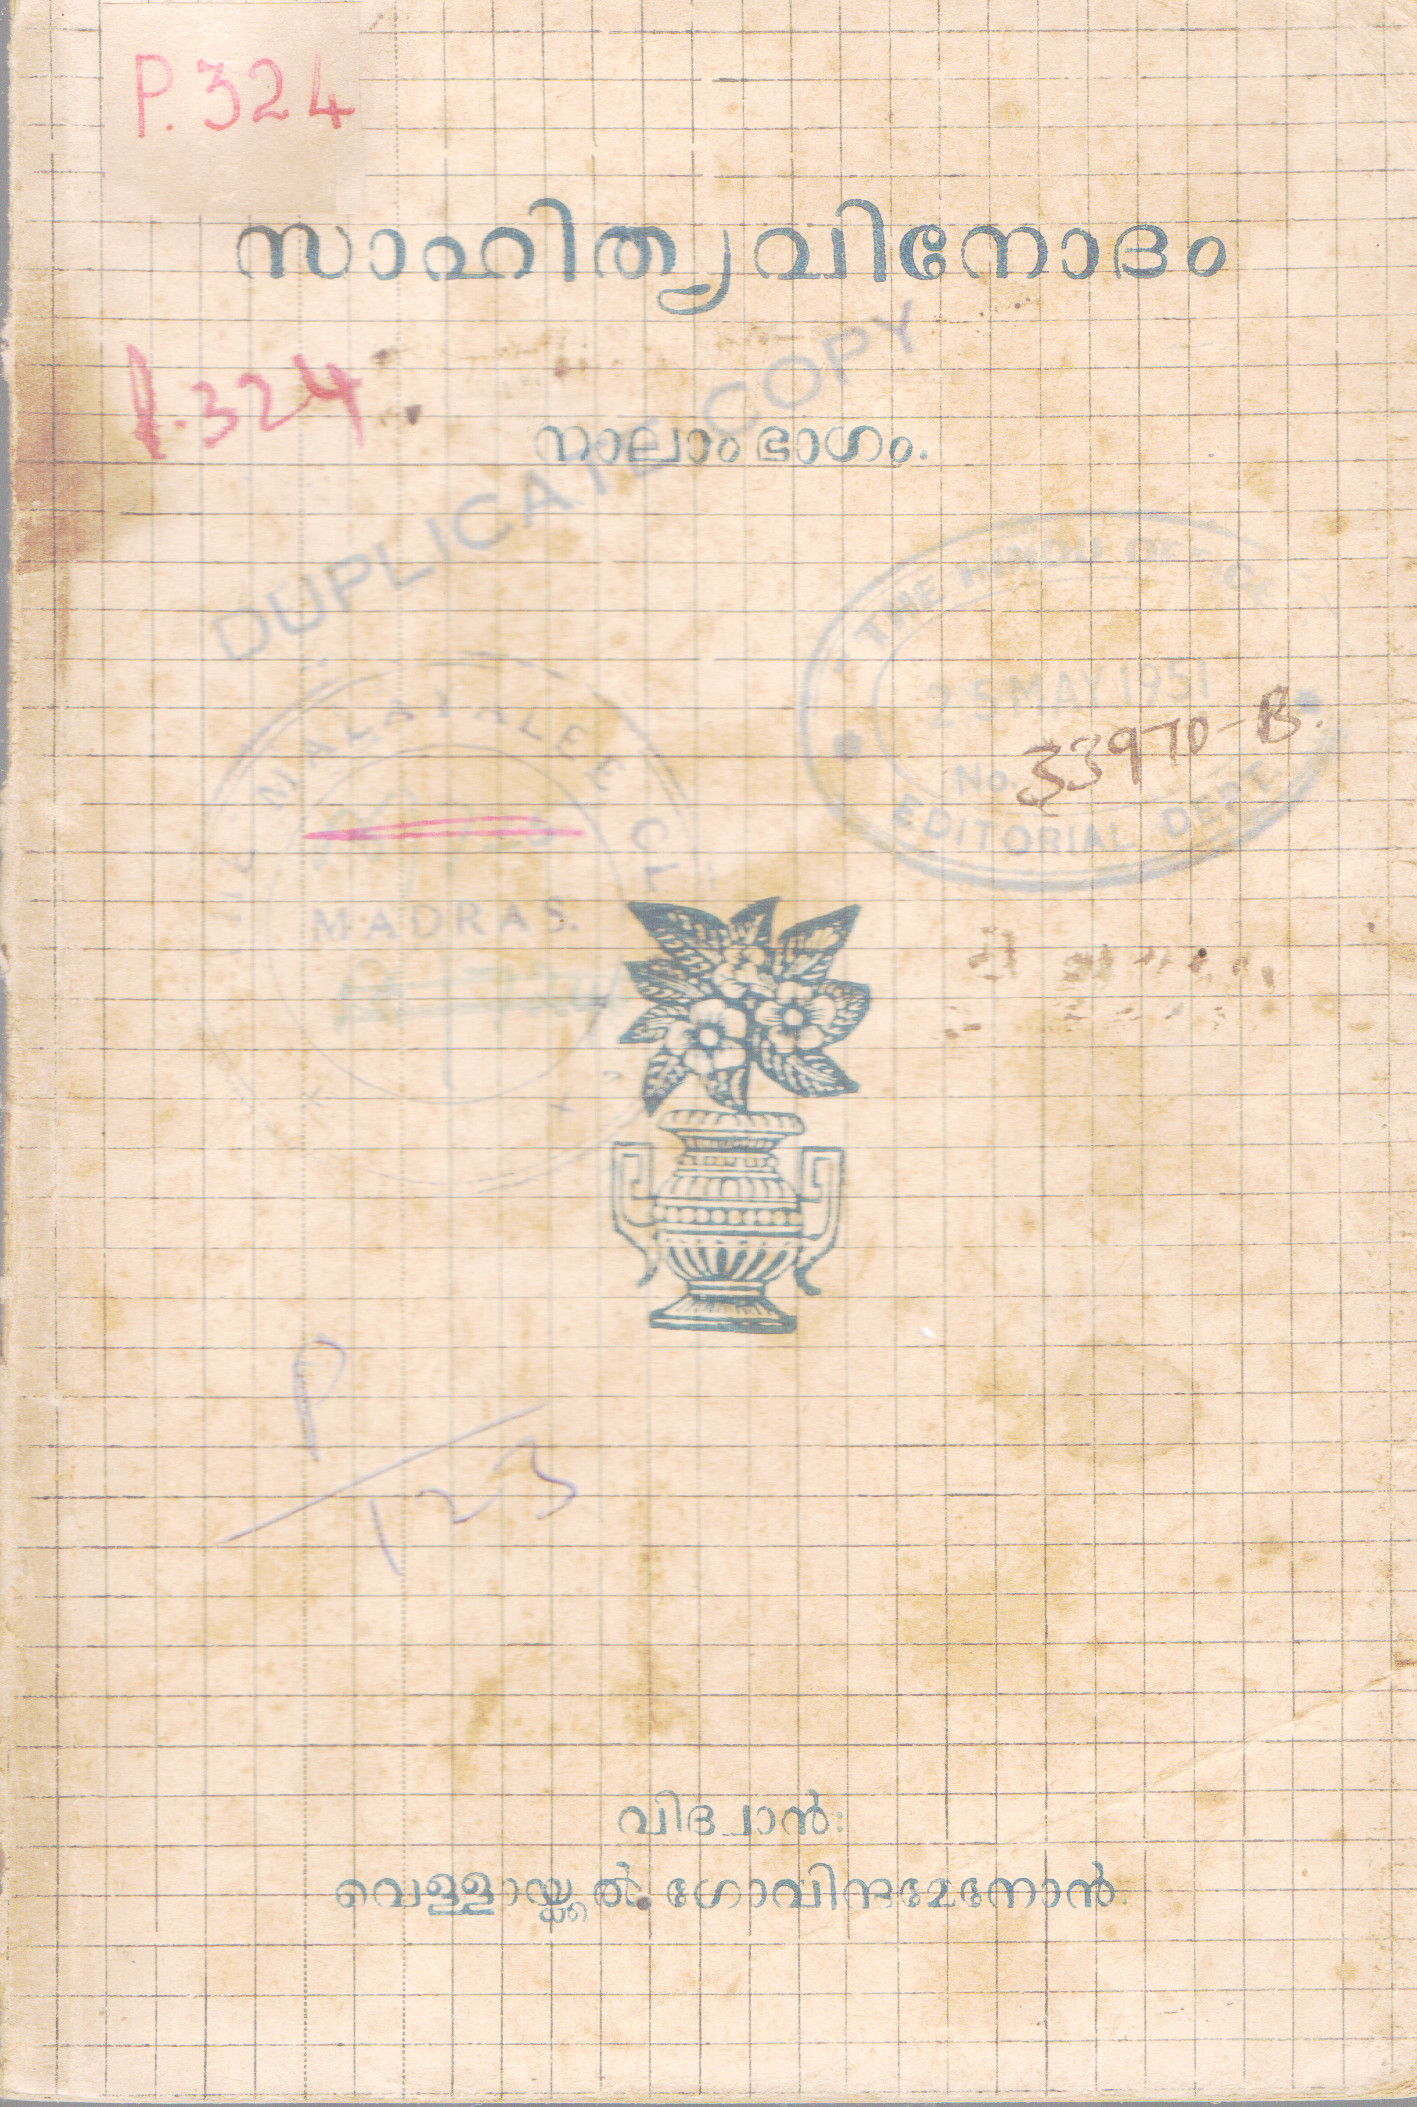 P. 324
സാഹിത്യവിനോദം
P. 324
നാലാം ഭാഗം.
DUPLICATE COPY
THE HINDU OFFICE
25 MAY 1951
No. 33970-B.
EDITORIAL DEPT.
MALAYALEE CL
MADRAS.
P
123
വിദ്വാൻ:
വെള്ളായ്ക്കൽ ഗോവിന്ദമേനോൻ.